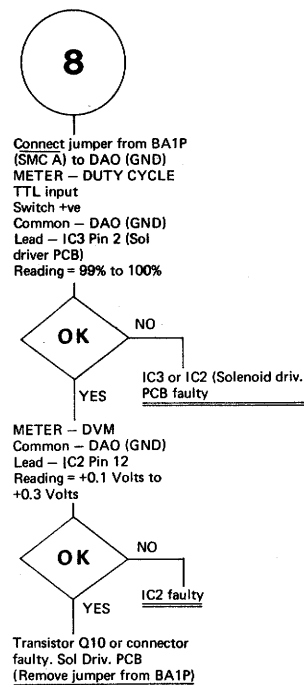 8
Connect jumper from BA1P
(SMC A) to DAO (GND)
METER – DUTY CYCLE
TTL input
Switch +ve
Common – DAO (GND)
Lead – IC3 Pin 2 (Sol
driver PCB)
Reading = 99% to 100%
OK
NO
IC3 or IC2 (Solenoid driv.
PCB faulty
YES
METER – DVM
Common – DAO (GND)
Lead – IC2 Pin 12
Reading = +0.1 Volts to
+0.3 Volts
OK
NO
IC2 faulty
YES
Transistor Q10 or connector
faulty. Sol Driv. PCB
(Remove jumper from BA1P)